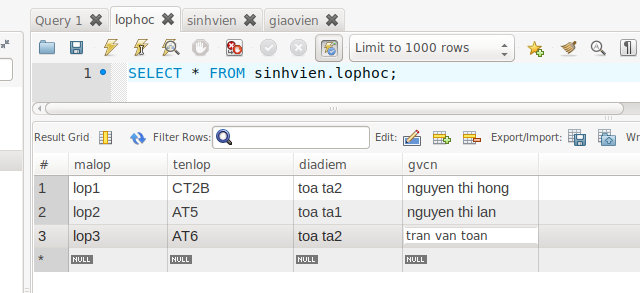 Query 1 lophoc sinhvien giaovien
Limit to 1000 rows
1 SELECT * FROM sinhvien.lophoc;
Result Grid Filter Rows: Edit: Export/Import: Wr
# malop tenlop diadiem gvcn
1 lop1 CT2B toa ta2 nguyen thi hong
2 lop2 AT5 toa ta1 nguyen thi lan
3 lop3 AT6 toa ta2 tran van toan
* NULL NULL NULL NULL